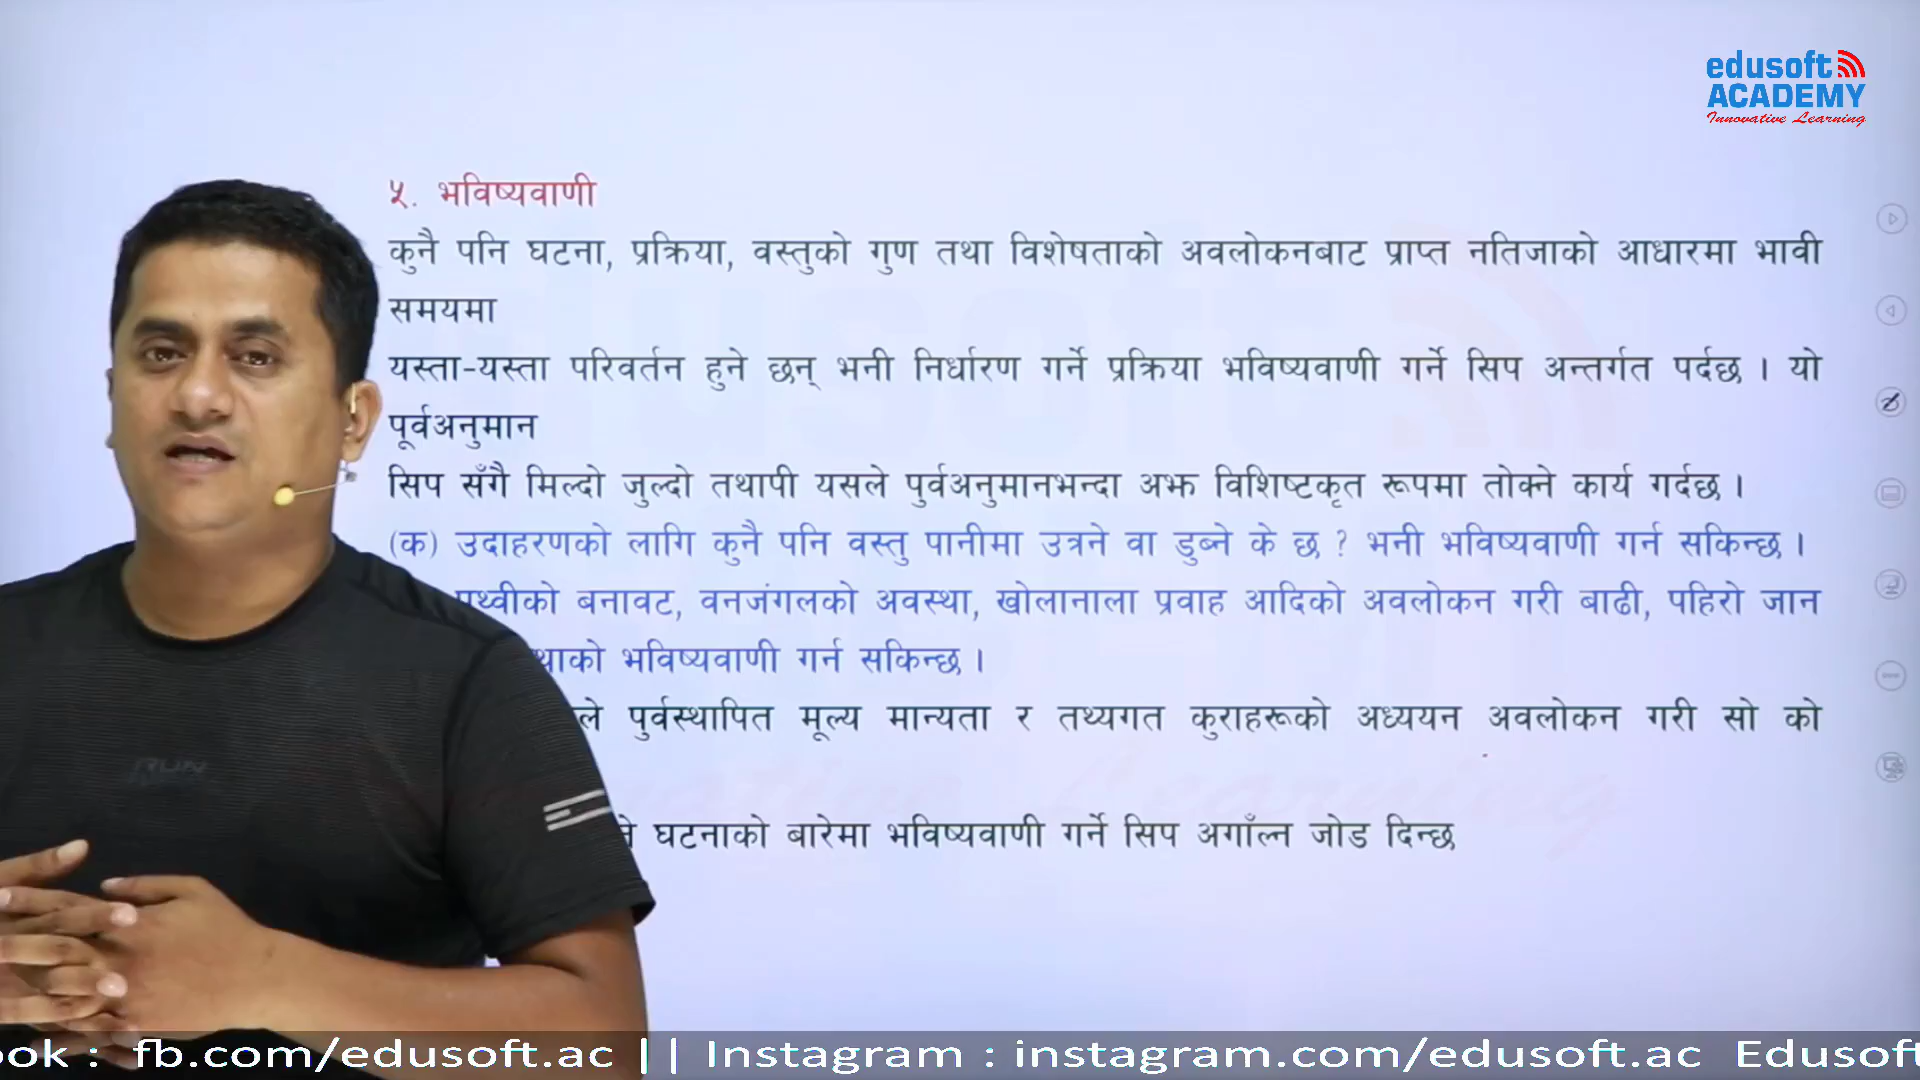 edusoft
ACADEMY
Innovative Learning
५. भविष्यवाणी
कुनै पनि घटना, प्रक्रिया, वस्तुको गुण तथा विशेषताको अवलोकनबाट प्राप्त नतिजाको आधारमा भावी
समयमा
यस्ता-यस्ता परिवर्तन हुने छन् भनी निर्धारण गर्ने प्रक्रिया भविष्यवाणी गर्ने सिप अन्तर्गत पर्दछ । यो
पूर्वअनुमान
सिप सँगै मिल्दो जुल्दो तथापी यसले पुर्वअनुमानभन्दा अझ विशिष्टकृत रूपमा तोक्ने कार्य गर्दछ ।
(क) उदाहरणको लागि कुनै पनि वस्तु पानीमा उत्रने वा डुब्ने के छ ? भनी भविष्यवाणी गर्न सकिन्छ ।
पृथ्वीको बनावट, वनजंगलको अवस्था, खोलानाला प्रवाह आदिको अवलोकन गरी बाढी, पहिरो जान
भविष्यवाणी गर्न सकिन्छ ।
ले पुर्वस्थापित मूल्य मान्यता र तथ्यगत कुराहरूको अध्ययन अवलोकन गरी सो को
घटनाको बारेमा भविष्यवाणी गर्ने सिप अगाँल्न जोड दिन्छ
ook : fb.com/edusoft.ac || Instagram : instagram.com/edusoft.ac Edusoft